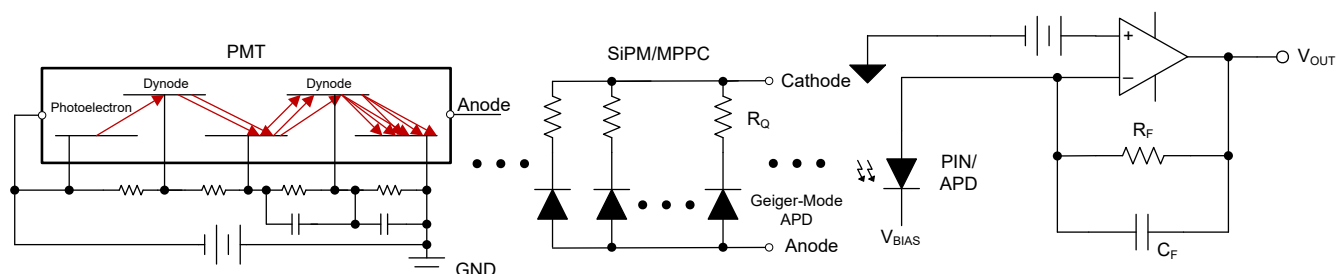 PMT
Dynode
Dynode
Photoelectron
Anode
GND
SiPM/MPPC
Cathode
R_Q
Geiger-Mode
APD
Anode
PIN/
APD
V_BIAS
+
−
V_OUT
R_F
C_F